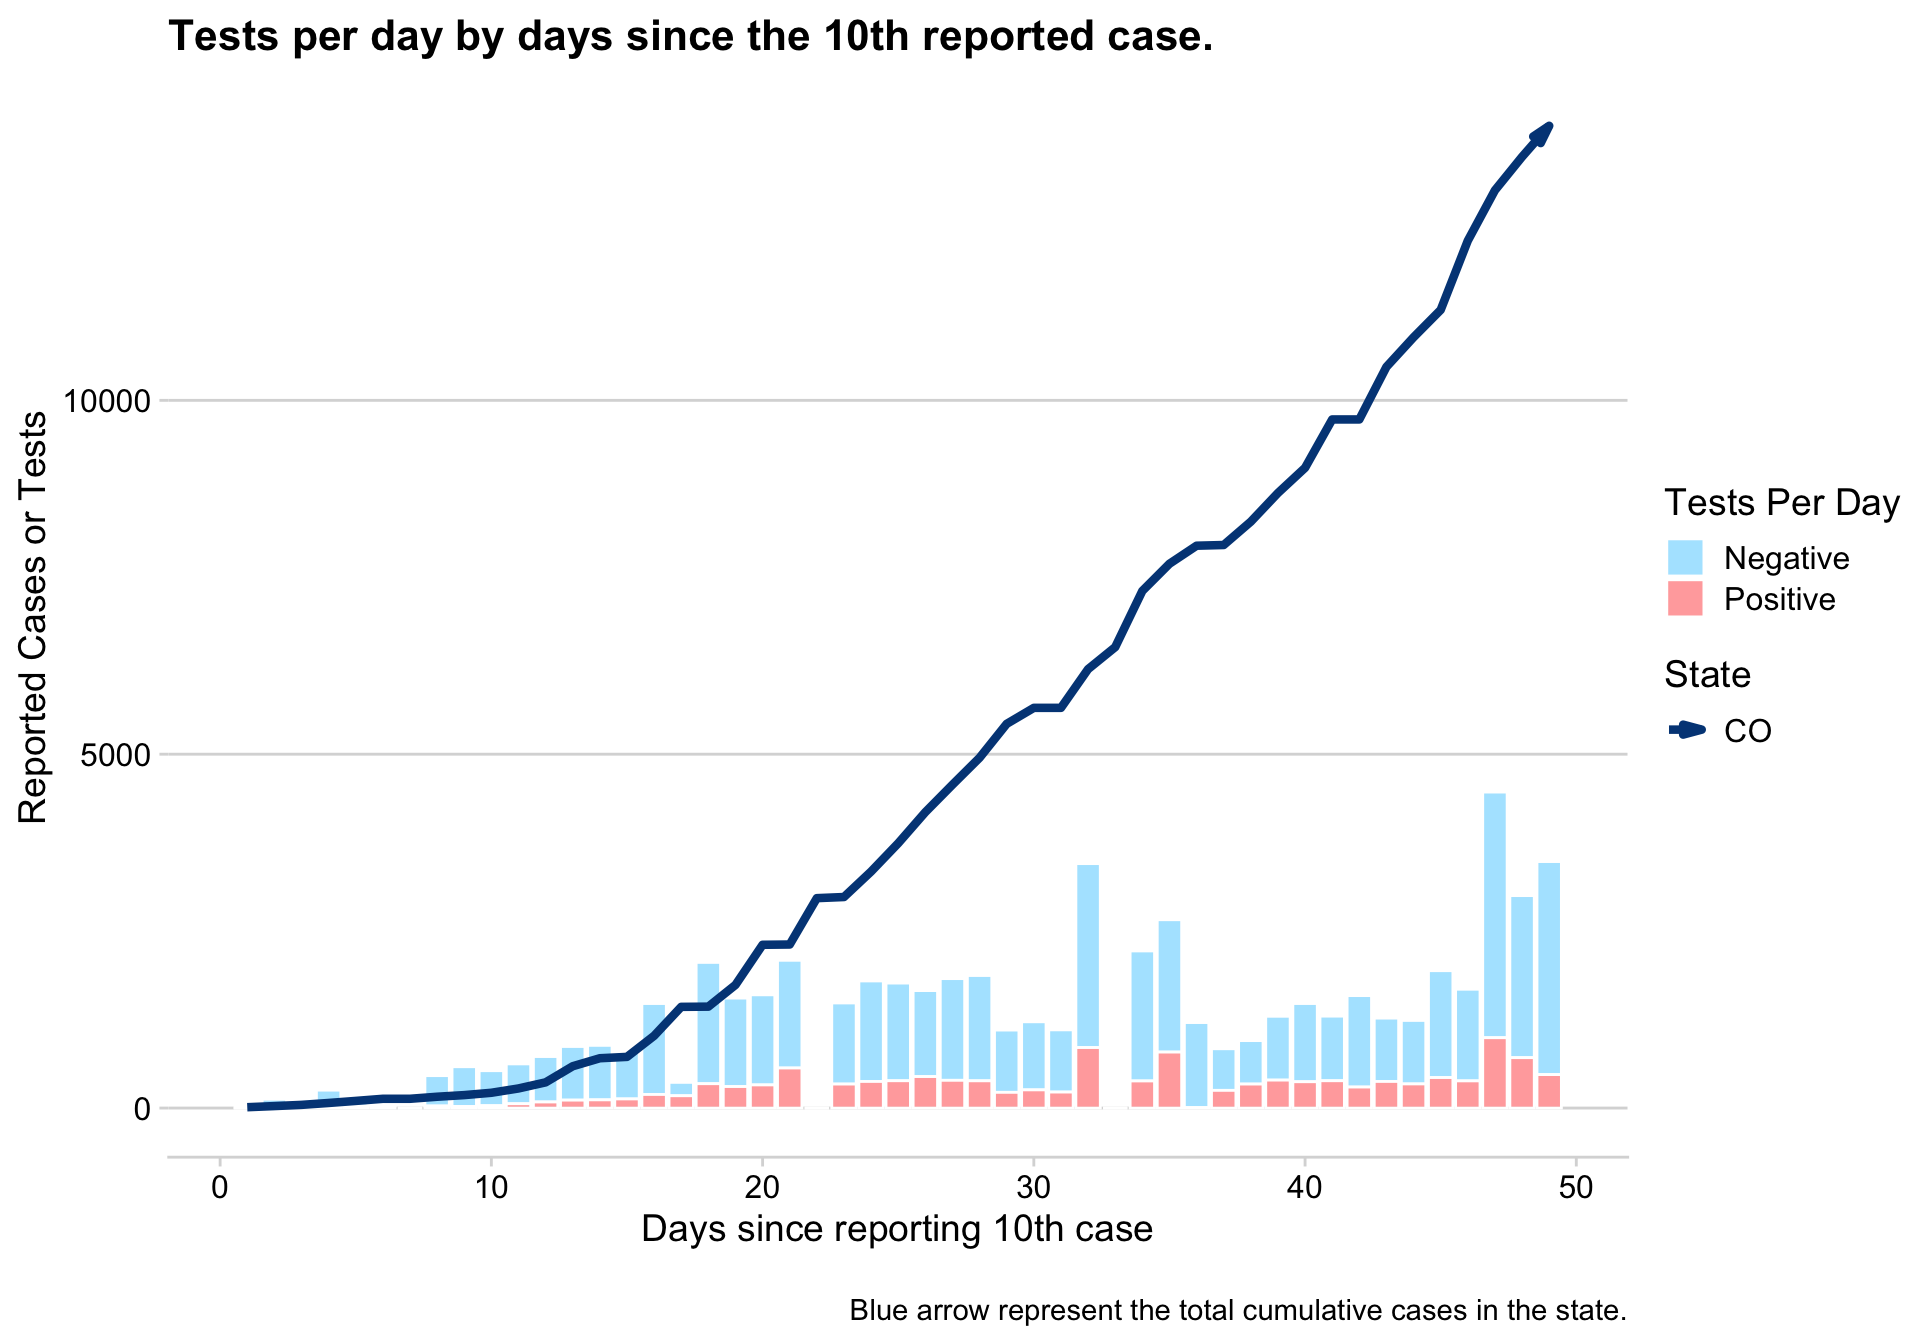 Tests per day by days since the 10th reported case.
Reported Cases or Tests
10000
5000
0
0
10
20
30
40
50
Days since reporting 10th case
Tests Per Day
Negative
Positive
State
CO
Blue arrow represent the total cumulative cases in the state.